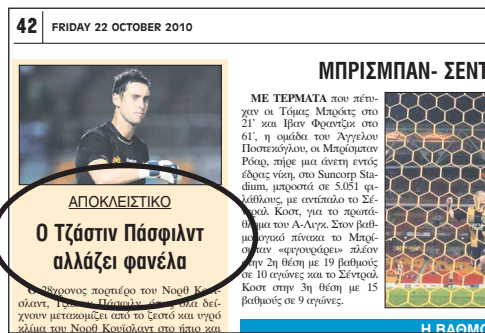 42
FRIDAY 22 OCTOBER 2010
ΑΠΟΚΛΕΙΣΤΙΚΟ
Ο Τζάστιν Πάσφιλντ
αλλάζει φανέλα
28χρονος πορτιέρο του Νορθ
σλαντ, Τζάστιν όλα δεί-
χνουν μετακομίζει από το ζεστό και υγρό
κλίμα του Νορθ Κουίσλαντ στο ήπιο και
ΜΠΡΙΣΜΠΑΝ- ΣΕΝΤ
ΜΕ ΤΕΡΜΑΤΑ που πέτυ-
χαν οι Τόμας Μπρόιτς στο
21΄ και Ιβαν Φραντζικ στο
61΄, η ομάδα του Άγγελου
Ποστεκόγλου, οι Μπρίσμπαν
Ρόαρ, πήρε μια άνετη εντός
έδρας νίκη, στο Suncorp Sta-
dium, μπροστά σε 5.051 φι-
λάθλους, με αντίπαλο το Σέ-
ντραλ Κοστ, για το πρωτά-
θλημα του Α-Λιγκ. Στον βαθ-
μολογικό πίνακα το Μπρί-
σμπαν «φιγουράρει» πλέον
στην 2η θέση με 19 βαθμούς
σε 10 αγώνες και το Σέντραλ
Κοστ στην 3η θέση με 15
βαθμούς σε 9 αγώνες.
Η ΒΑΘΜΟ